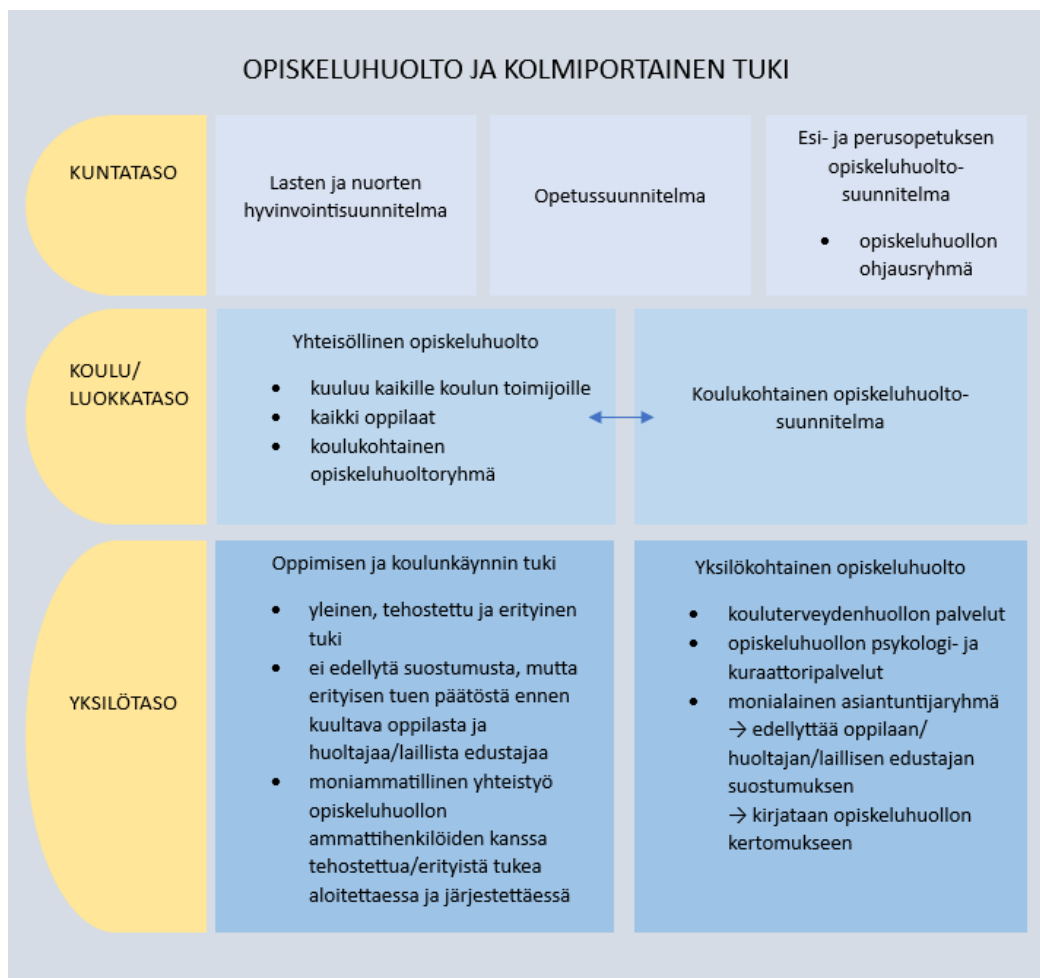 OPISKELUHUOLTO JA KOLMIPORTAINEN TUKI
KUNTATASO
Lasten ja nuorten
hyvinvointisuunnitelma
Opetussuunnitelma
Esi- ja perusopetuksen
opiskeluhuolto-
suunnitelma
• opiskeluhuollon
ohjausryhmä
KOULU/
LUOKKATASO
Yhteisöllinen opiskeluhuolto
• kuuluu kaikille koulun toimijoille
• kaikki oppilaat
• koulukohtainen
opiskeluhuoltoryhmä
Koulukohtainen opiskeluhuolto-
suunnitelma
YKSILÖTASO
Oppimisen ja koulunkäynnin tuki
• yleinen, tehostettu ja erityinen
tuki
• ei edellytä suostumusta, mutta
erityisen tuen päätöstä ennen
kuultava oppilasta ja
huoltajaa/laillista edustajaa
• moniammatillinen yhteistyö
opiskeluhuollon
ammattihenkilöiden kanssa
tehostettua/erityistä tukea
aloitettaessa ja järjestettäessä
Yksilökohtainen opiskeluhuolto
• kouluterveydenhuollon palvelut
• opiskeluhuollon psykologi- ja
kuraattoripalvelut
• monialainen asiantuntijaryhmä
→ edellyttää oppilaan/
huoltajan/laillisen edustajan
suostumuksen
→ kirjataan opiskeluhuollon
kertomukseen